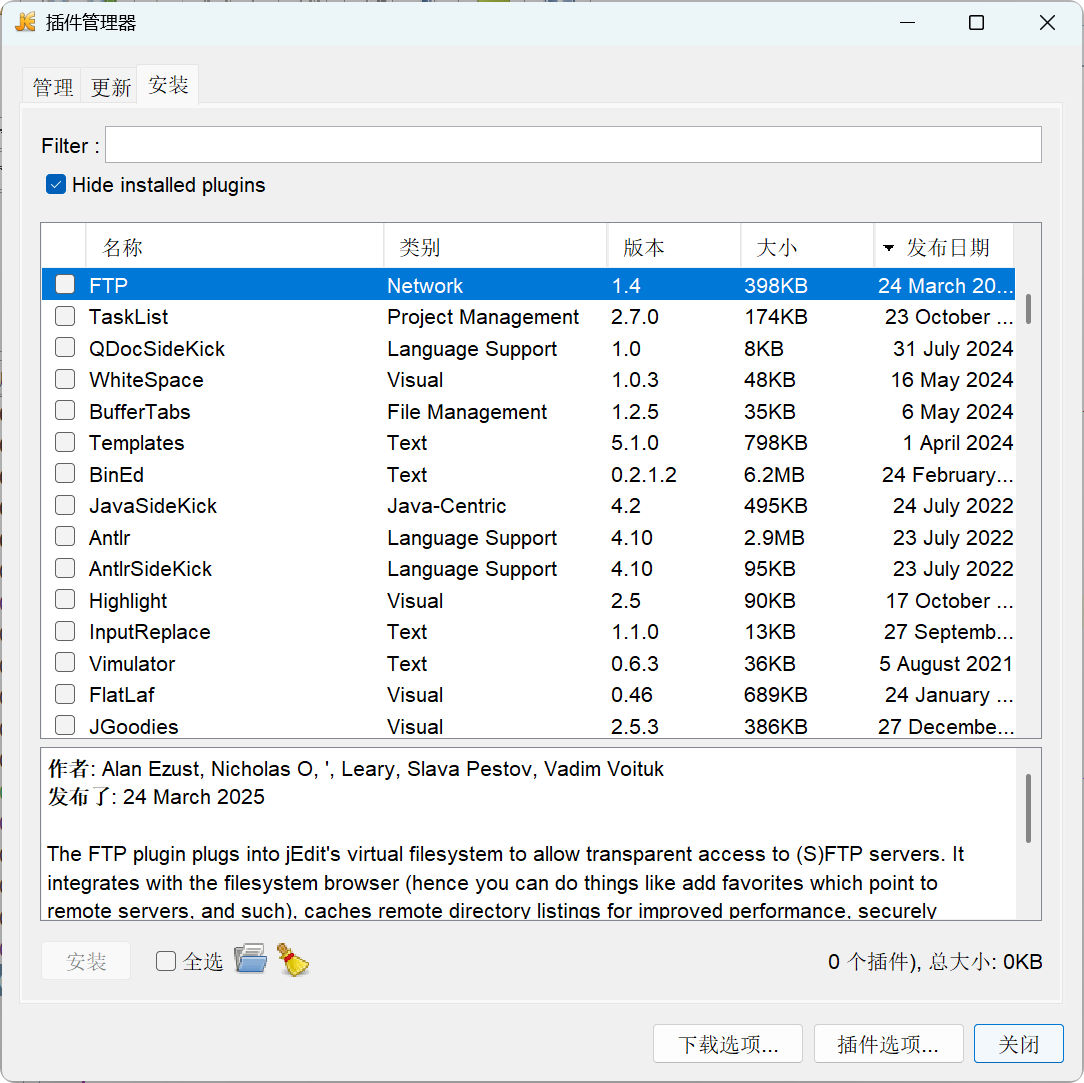 插件管理器
管理 更新 安装
Filter :
Hide installed plugins
名称 类别 版本 大小 发布日期
FTP Network 1.4 398KB 24 March 20...
TaskList Project Management 2.7.0 174KB 23 October ...
QDocSideKick Language Support 1.0 8KB 31 July 2024
WhiteSpace Visual 1.0.3 48KB 16 May 2024
BufferTabs File Management 1.2.5 35KB 6 May 2024
Templates Text 5.1.0 798KB 1 April 2024
BinEd Text 0.2.1.2 6.2MB 24 February...
JavaSideKick Java-Centric 4.2 495KB 24 July 2022
Antlr Language Support 4.10 2.9MB 23 July 2022
AntlrSideKick Language Support 4.10 95KB 23 July 2022
Highlight Visual 2.5 90KB 17 October ...
InputReplace Text 1.1.0 13KB 27 Septemb...
Vimulator Text 0.6.3 36KB 5 August 2021
FlatLaf Visual 0.46 689KB 24 January ...
JGoodies Visual 2.5.3 386KB 27 Decembe...
作者: Alan Ezust, Nicholas O, ', Leary, Slava Pestov, Vadim Voituk
发布了: 24 March 2025
The FTP plugin plugs into jEdit's virtual filesystem to allow transparent access to (S)FTP servers. It
integrates with the filesystem browser (hence you can do things like add favorites which point to
remote servers, and such), caches remote directory listings for improved performance, securely
安装 全选 0 个插件), 总大小: 0KB
下载选项... 插件选项... 关闭